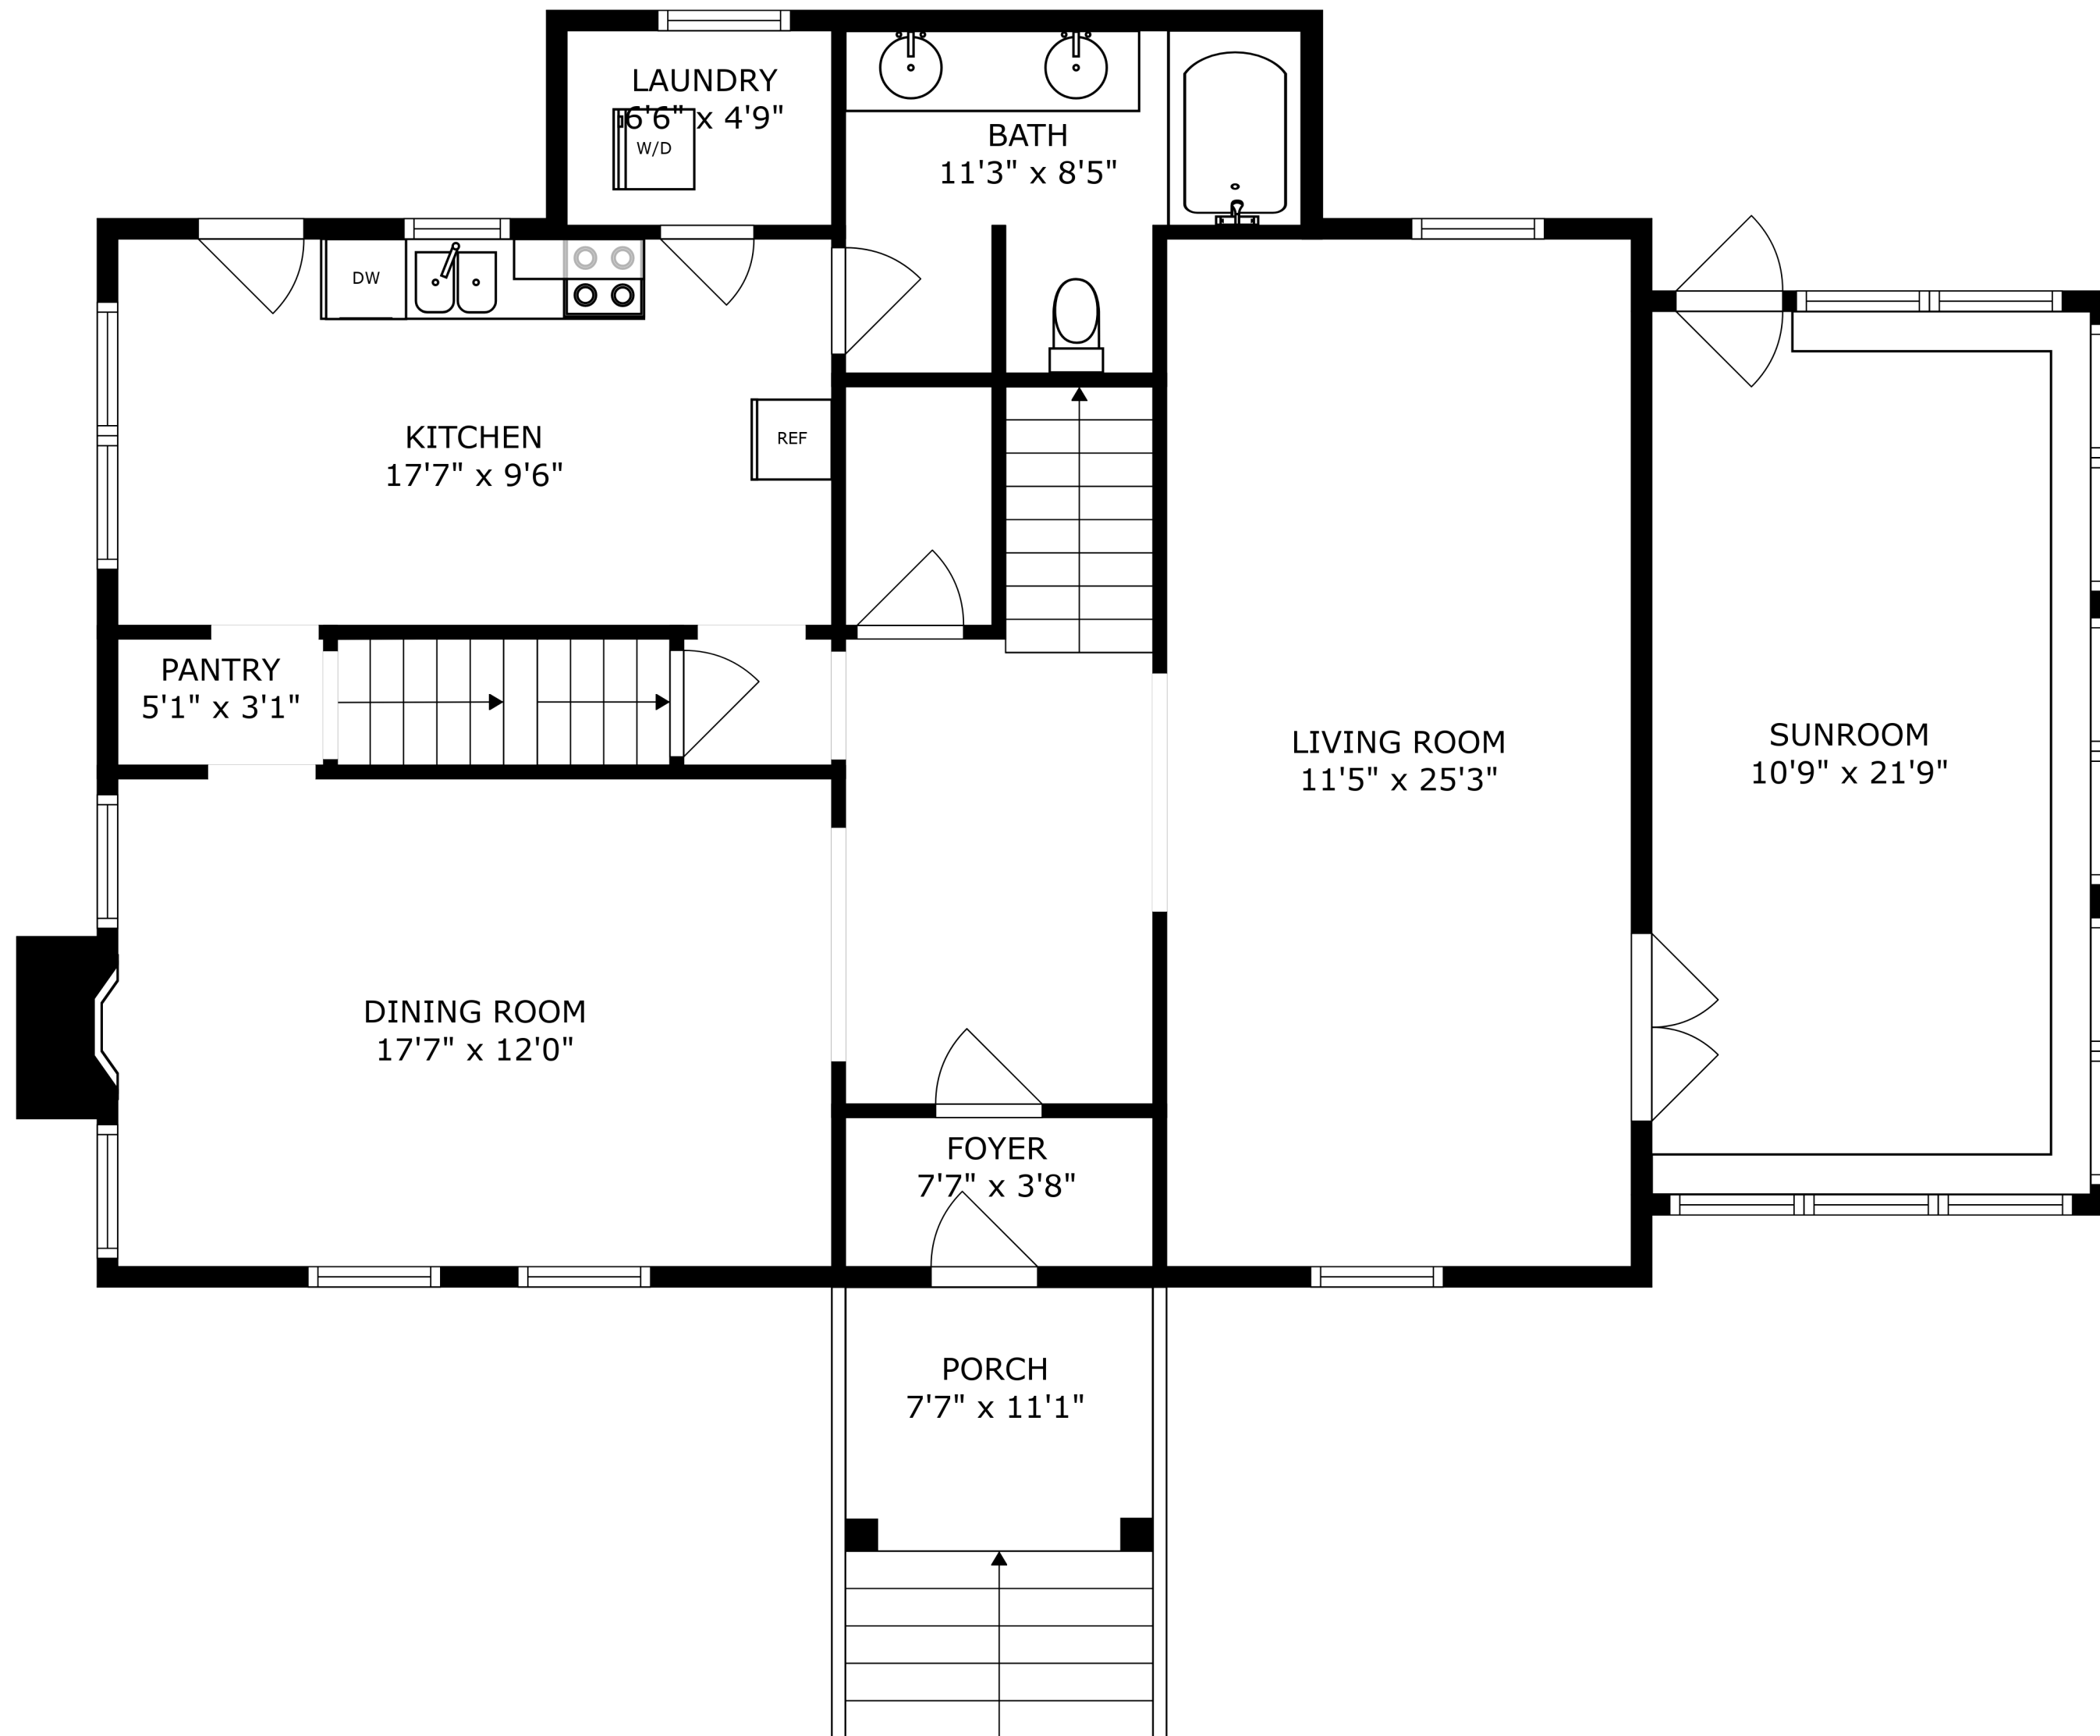 LAUNDRY
6'6" x 4'9"
W/D
BATH
11'3" x 8'5"
DW
KITCHEN
17'7" x 9'6"
REF
PANTRY
5'1" x 3'1"
LIVING ROOM
11'5" x 25'3"
SUNROOM
10'9" x 21'9"
DINING ROOM
17'7" x 12'0"
FOYER
7'7" x 3'8"
PORCH
7'7" x 11'1"